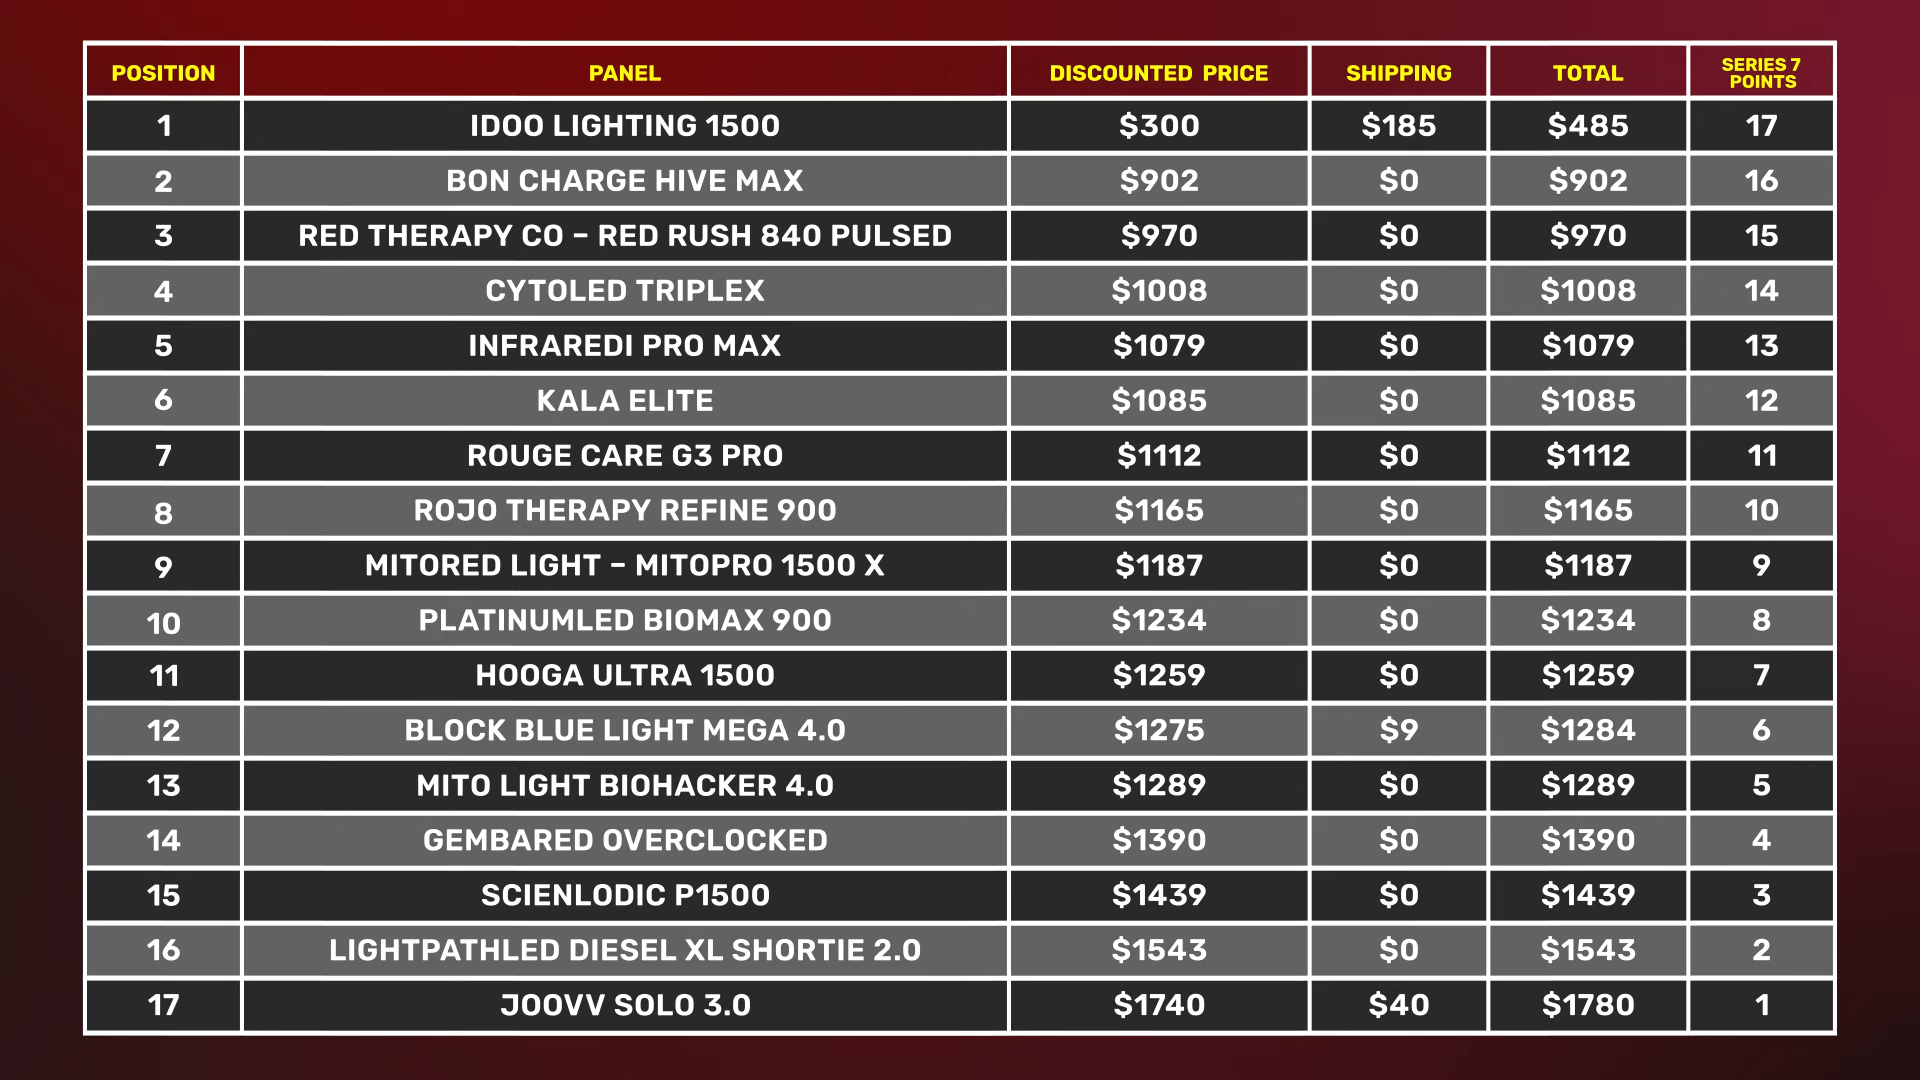 POSITION PANEL DISCOUNTED PRICE SHIPPING TOTAL SERIES 7 POINTS
1 IDOO LIGHTING 1500 $300 $185 $485 17
2 BON CHARGE HIVE MAX $902 $0 $902 16
3 RED THERAPY CO – RED RUSH 840 PULSED $970 $0 $970 15
4 CYTOLED TRIPLEX $1008 $0 $1008 14
5 INFRAREDI PRO MAX $1079 $0 $1079 13
6 KALA ELITE $1085 $0 $1085 12
7 ROUGE CARE G3 PRO $1112 $0 $1112 11
8 ROJO THERAPY REFINE 900 $1165 $0 $1165 10
9 MITORED LIGHT – MITOPRO 1500 X $1187 $0 $1187 9
10 PLATINUMLED BIOMAX 900 $1234 $0 $1234 8
11 HOOGA ULTRA 1500 $1259 $0 $1259 7
12 BLOCK BLUE LIGHT MEGA 4.0 $1275 $9 $1284 6
13 MITO LIGHT BIOHACKER 4.0 $1289 $0 $1289 5
14 GEMBARED OVERCLOCKED $1390 $0 $1390 4
15 SCIENLODIC P1500 $1439 $0 $1439 3
16 LIGHTPATHLED DIESEL XL SHORTIE 2.0 $1543 $0 $1543 2
17 JOOVV SOLO 3.0 $1740 $40 $1780 1